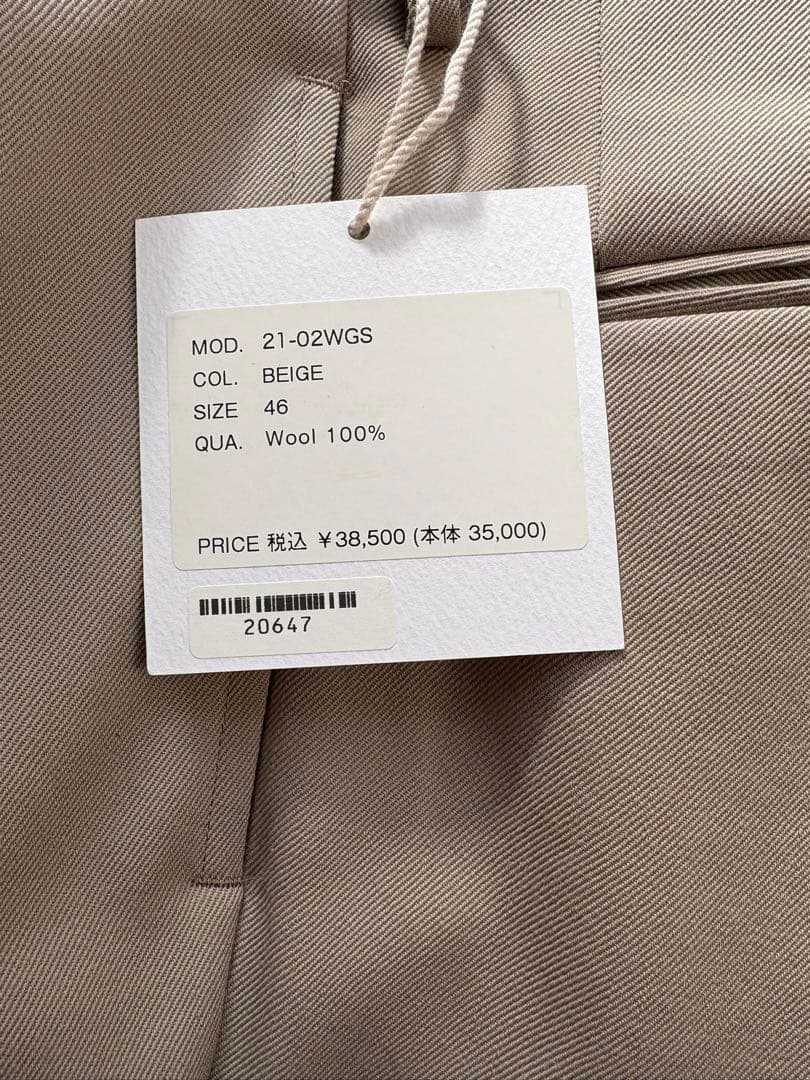 MOD. 21-02WGS
COL. BEIGE
SIZE 46
QUA. Wool 100%
PRICE 税込 ¥38,500 (本体 35,000)
20647